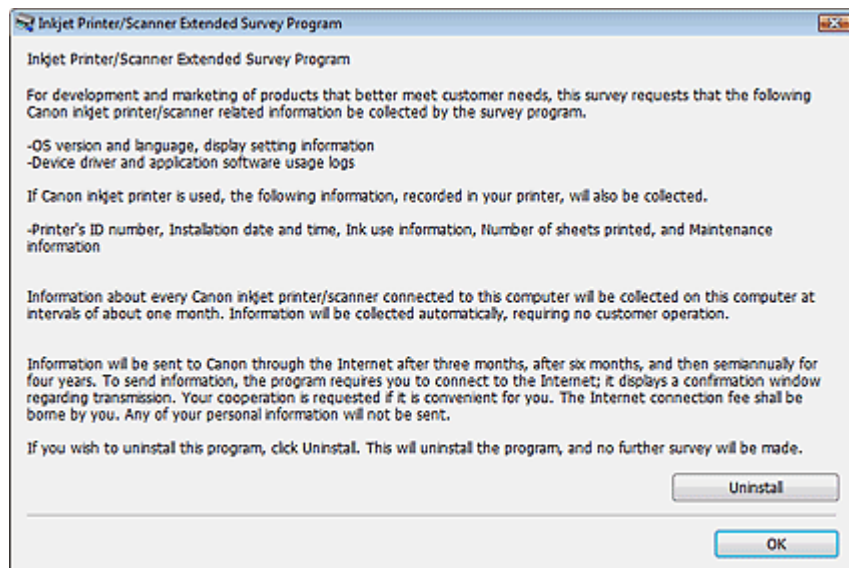 Inkjet Printer/Scanner Extended Survey Program
Inkjet Printer/Scanner Extended Survey Program
For development and marketing of products that better meet customer needs, this survey requests that the following
Canon inkjet printer/scanner related information be collected by the survey program.
-OS version and language, display setting information
-Device driver and application software usage logs
If Canon inkjet printer is used, the following information, recorded in your printer, will also be collected.
-Printer's ID number, Installation date and time, Ink use information, Number of sheets printed, and Maintenance
information
Information about every Canon inkjet printer/scanner connected to this computer will be collected on this computer at
intervals of about one month. Information will be collected automatically, requiring no customer operation.
Information will be sent to Canon through the Internet after three months, after six months, and then semiannually for
four years. To send information, the program requires you to connect to the Internet; it displays a confirmation window
regarding transmission. Your cooperation is requested if it is convenient for you. The Internet connection fee shall be
borne by you. Any of your personal information will not be sent.
If you wish to uninstall this program, click Uninstall. This will uninstall the program, and no further survey will be made.
Uninstall
OK